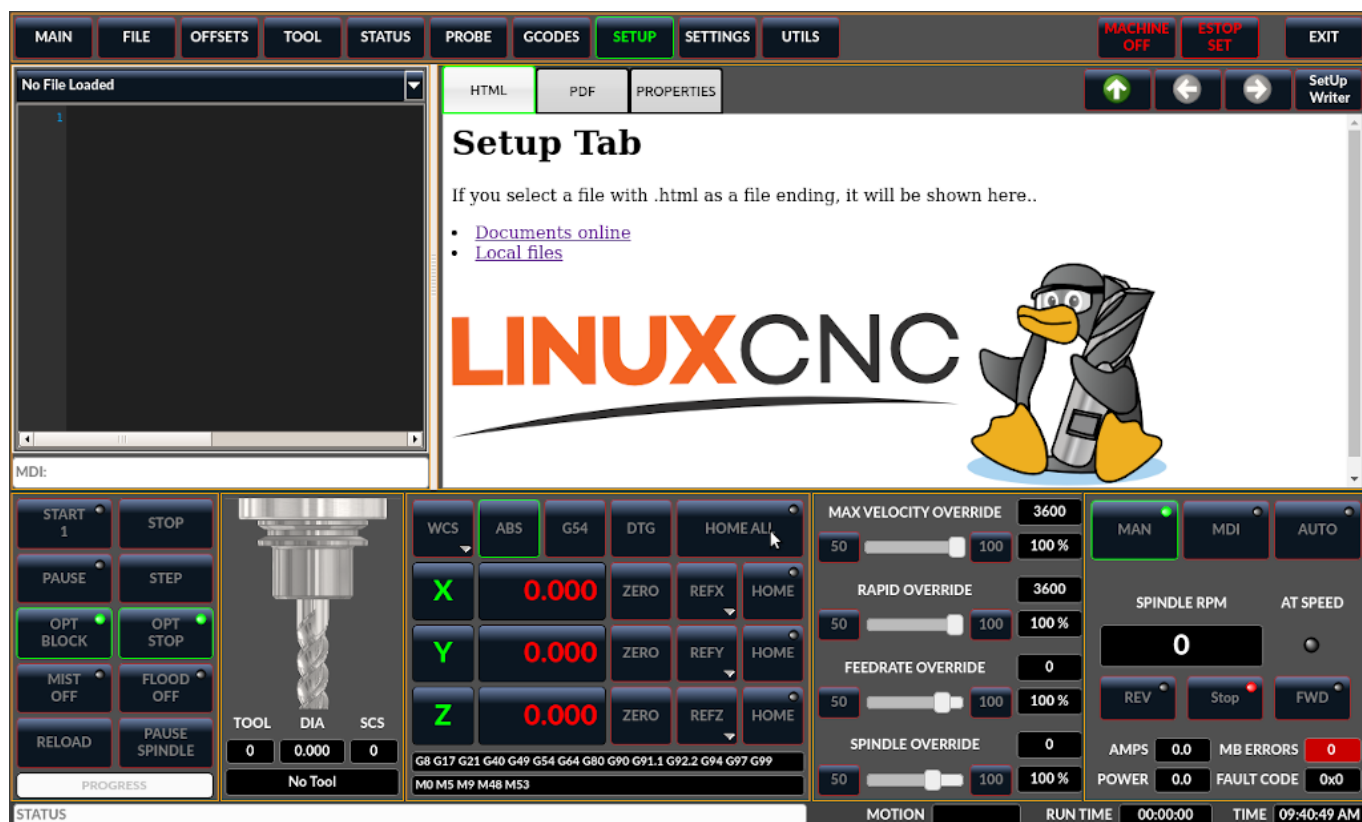 MAIN FILE OFFSETS TOOL STATUS PROBE GCODES SETUP SETTINGS UTILS MACHINE OFF ESTOP SET EXIT
No File Loaded
1
MDI:
HTML PDF PROPERTIES SetUp Writer
Setup Tab
If you select a file with .html as a file ending, it will be shown here..
• Documents online
• Local files
LINUXCNC
START 1 STOP
PAUSE STEP
OPT BLOCK OPT STOP
MIST OFF FLOOD OFF
RELOAD PAUSE SPINDLE
PROGRESS
TOOL DIA SCS
0 0.000 0
No Tool
WCS ABS G54 DTG HOME ALL
X 0.000 ZERO REFX HOME
Y 0.000 ZERO REFY HOME
Z 0.000 ZERO REFZ HOME
G8 G17 G21 G40 G49 G54 G64 G80 G90 G91.1 G92.2 G94 G97 G99
M0 M5 M9 M48 M53
MAX VELOCITY OVERRIDE 3600
50 100 100 %
RAPID OVERRIDE 3600
50 100 100 %
FEEDRATE OVERRIDE 0
50 100 100 %
SPINDLE OVERRIDE 0
50 100 100 %
MAN MDI AUTO
SPINDLE RPM AT SPEED
0
REV Stop FWD
AMPS 0.0 MB ERRORS 0
POWER 0.0 FAULT CODE 0x0
STATUS MOTION RUN TIME 00:00:00 TIME 09:40:49 AM